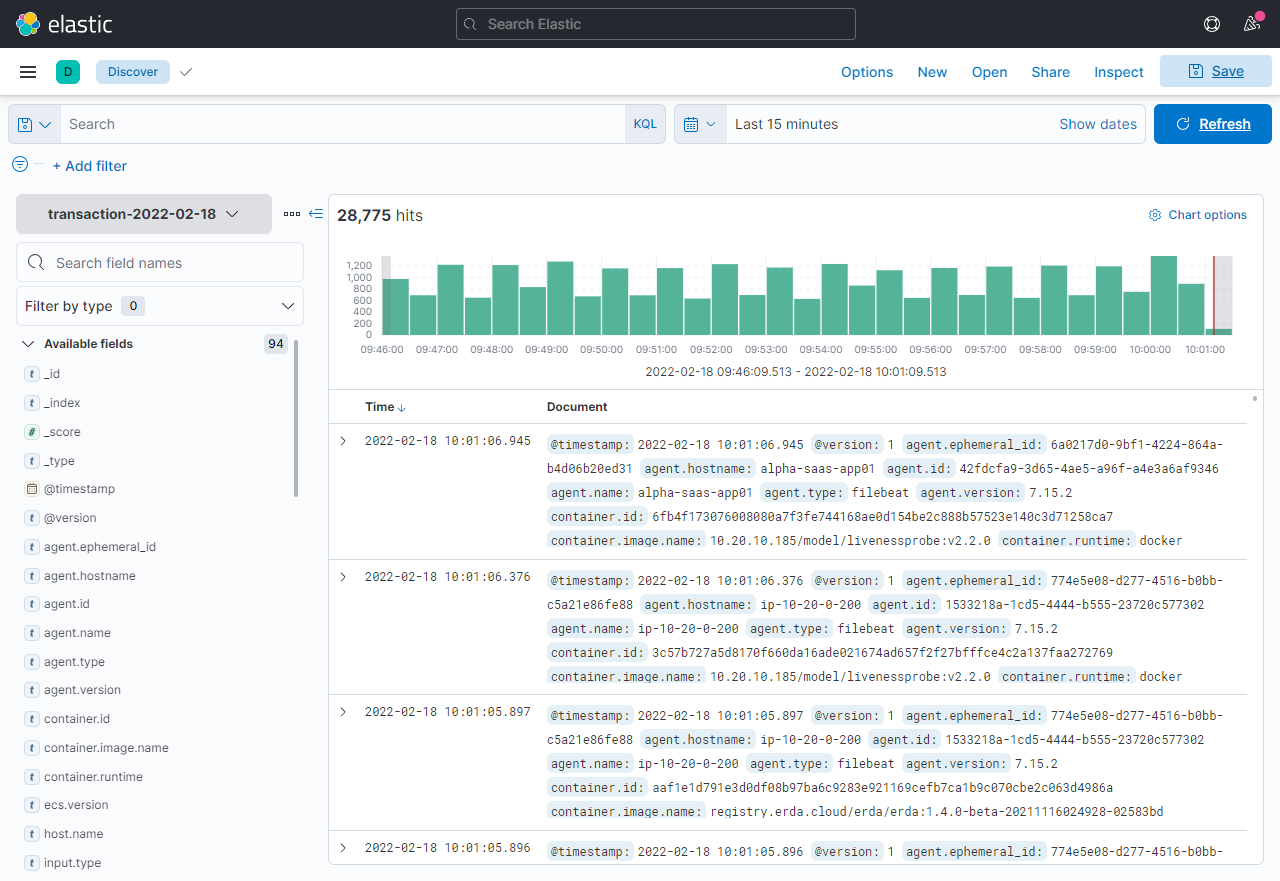 elastic
Search Elastic
D
Discover
Options
New
Open
Share
Inspect
Save
Search
KQL
Last 15 minutes
Show dates
Refresh
+ Add filter
transaction-2022-02-18
Search field names
Filter by type 0
Available fields 94
t _id
t _index
# _score
t _type
@timestamp
t @version
t agent.ephemeral_id
t agent.hostname
t agent.id
t agent.name
t agent.type
t agent.version
t container.id
t container.image.name
t container.runtime
t ecs.version
t host.name
t input.type
28,775 hits
Chart options
1,200
1,000
800
600
400
200
0
09:46:00 09:47:00 09:48:00 09:49:00 09:50:00 09:51:00 09:52:00 09:53:00 09:54:00 09:55:00 09:56:00 09:57:00 09:58:00 09:59:00 10:00:00 10:01:00
2022-02-18 09:46:09.513 - 2022-02-18 10:01:09.513
Time Document
2022-02-18 10:01:06.945 @timestamp: 2022-02-18 10:01:06.945 @version: 1 agent.ephemeral_id: 6a0217d0-9bf1-4224-864a-
b4d06b20ed31 agent.hostname: alpha-saas-app01 agent.id: 42fdcfa9-3d65-4ae5-a96f-a4e3a6af9346
agent.name: alpha-saas-app01 agent.type: filebeat agent.version: 7.15.2
container.id: 6fb4f173076008080a7f3fe744168ae0d154be2c888b57523e140c3d71258ca7
container.image.name: 10.20.10.185/model/livenessprobe:v2.2.0 container.runtime: docker
2022-02-18 10:01:06.376 @timestamp: 2022-02-18 10:01:06.376 @version: 1 agent.ephemeral_id: 774e5e08-d277-4516-b0bb-
c5a21e86fe88 agent.hostname: ip-10-20-0-200 agent.id: 1533218a-1cd5-4444-b555-23720c577302
agent.name: ip-10-20-0-200 agent.type: filebeat agent.version: 7.15.2
container.id: 3c57b727a5d8170f660da16ade021674ad657f2f27bfffce4c2a137faa272769
container.image.name: 10.20.10.185/model/livenessprobe:v2.2.0 container.runtime: docker
2022-02-18 10:01:05.897 @timestamp: 2022-02-18 10:01:05.897 @version: 1 agent.ephemeral_id: 774e5e08-d277-4516-b0bb-
c5a21e86fe88 agent.hostname: ip-10-20-0-200 agent.id: 1533218a-1cd5-4444-b555-23720c577302
agent.name: ip-10-20-0-200 agent.type: filebeat agent.version: 7.15.2
container.id: aaf1e1d791e3d0df08b97ba6c9283e921169cefb7ca1b9c070cbe2c063d4986a
container.image.name: registry.erda.cloud/erda/erda:1.4.0-beta-20211116024928-02583bd
2022-02-18 10:01:05.896 @timestamp: 2022-02-18 10:01:05.896 @version: 1 agent.ephemeral_id: 774e5e08-d277-4516-b0bb-